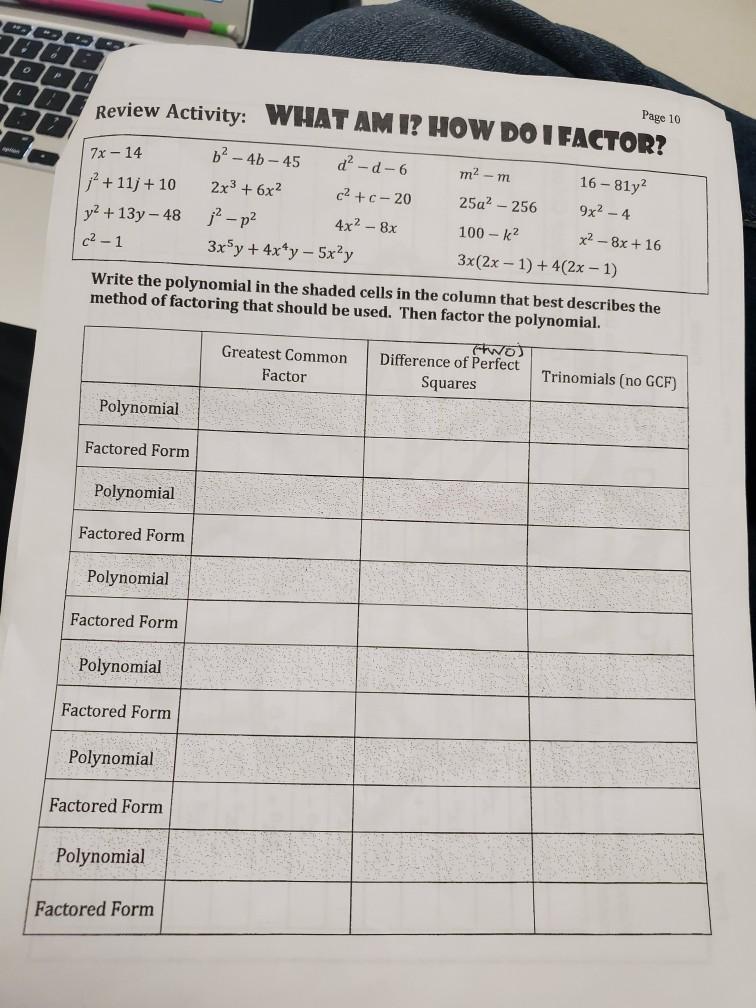 Page 10
Review Activity: WHAT AM I? HOW DO I FACTOR?
7x – 14 b² – 4b – 45 d² – d – 6 m² – m 16 – 81y²
j² + 11j + 10 2x³ + 6x² c² + c – 20 25a² – 256 9x² – 4
y² + 13y – 48 j² – p² 4x² – 8x 100 – k² x² – 8x + 16
c² – 1 3x⁵y + 4x⁴y – 5x²y 3x(2x – 1) + 4(2x – 1)
Write the polynomial in the shaded cells in the column that best describes the
method of factoring that should be used. Then factor the polynomial.
(two)
Greatest Common Difference of Perfect Trinomials (no GCF)
Factor Squares
Polynomial
Factored Form
Polynomial
Factored Form
Polynomial
Factored Form
Polynomial
Factored Form
Polynomial
Factored Form
Polynomial
Factored Form